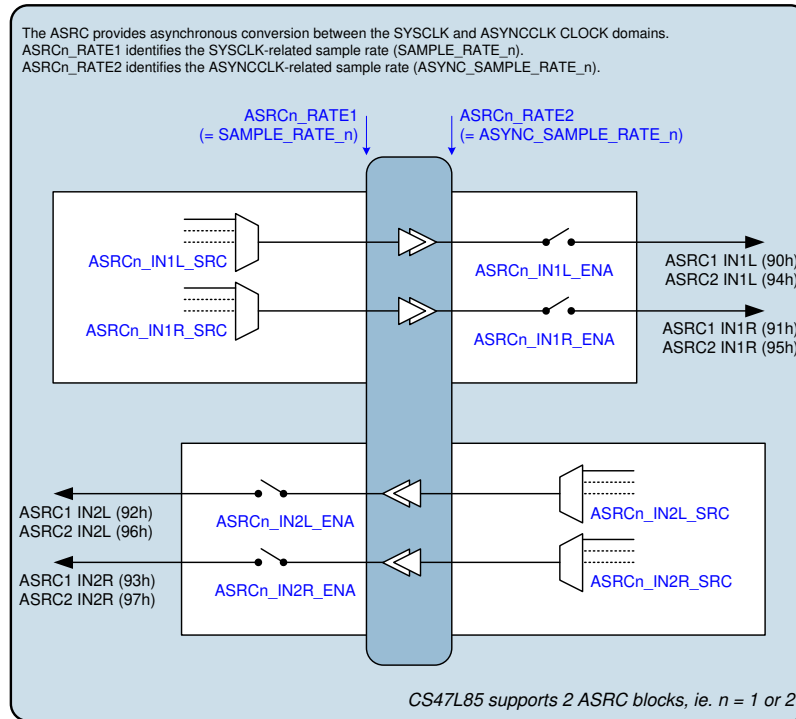 The ASRC provides asynchronous conversion between the SYSCLK and ASYNCCLK CLOCK domains.
ASRCn_RATE1 identifies the SYSCLK-related sample rate (SAMPLE_RATE_n).
ASRCn_RATE2 identifies the ASYNCCLK-related sample rate (ASYNC_SAMPLE_RATE_n).
ASRCn_RATE1
(= SAMPLE_RATE_n)
ASRCn_RATE2
(= ASYNC_SAMPLE_RATE_n)
ASRCn_IN1L_SRC
ASRCn_IN1L_ENA
ASRC1 IN1L (90h)
ASRC2 IN1L (94h)
ASRCn_IN1R_SRC
ASRCn_IN1R_ENA
ASRC1 IN1R (91h)
ASRC2 IN1R (95h)
ASRC1 IN2L (92h)
ASRC2 IN2L (96h)
ASRCn_IN2L_ENA
ASRCn_IN2L_SRC
ASRC1 IN2R (93h)
ASRC2 IN2R (97h)
ASRCn_IN2R_ENA
ASRCn_IN2R_SRC
CS47L85 supports 2 ASRC blocks, ie. n = 1 or 2